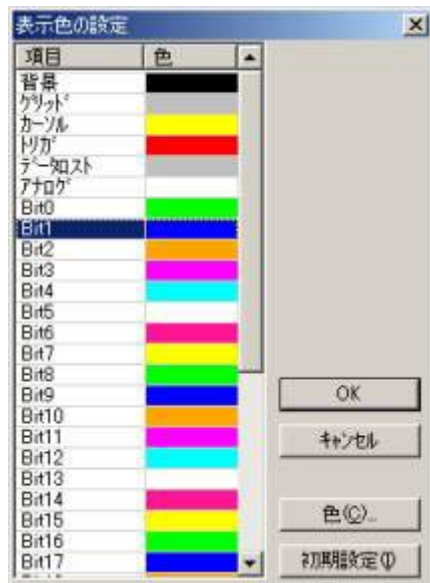 表示色の設定
項目 色
背景
グリッド
カーソル
トリガ
データロスト
アナログ
Bit0
Bit1
Bit2
Bit3
Bit4
Bit5
Bit6
Bit7
Bit8
Bit9
Bit10
Bit11
Bit12
Bit13
Bit14
Bit15
Bit16
Bit17
OK
キャンセル
色(C)...
初期設定(I)